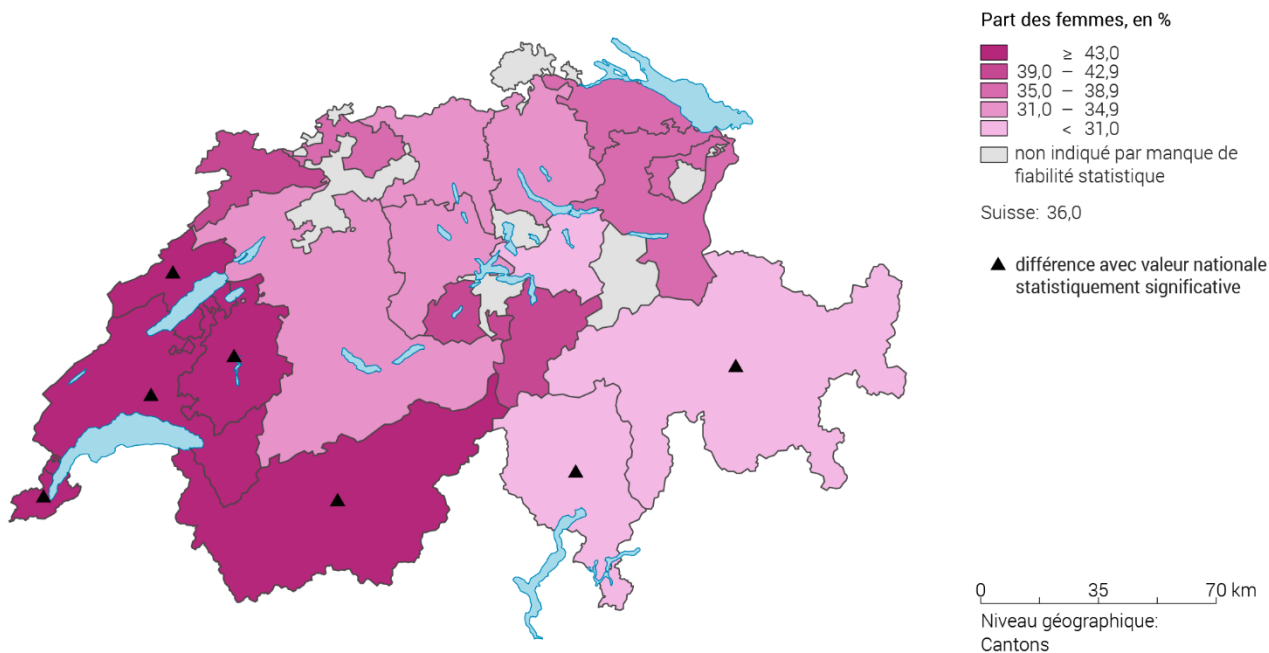 Part des femmes, en %
≥ 43,0
39,0 – 42,9
35,0 – 38,9
31,0 – 34,9
< 31,0
non indiqué par manque de
fiabilité statistique
Suisse: 36,0
▲ différence avec valeur nationale
statistiquement significative
0 35 70 km
Niveau géographique:
Cantons